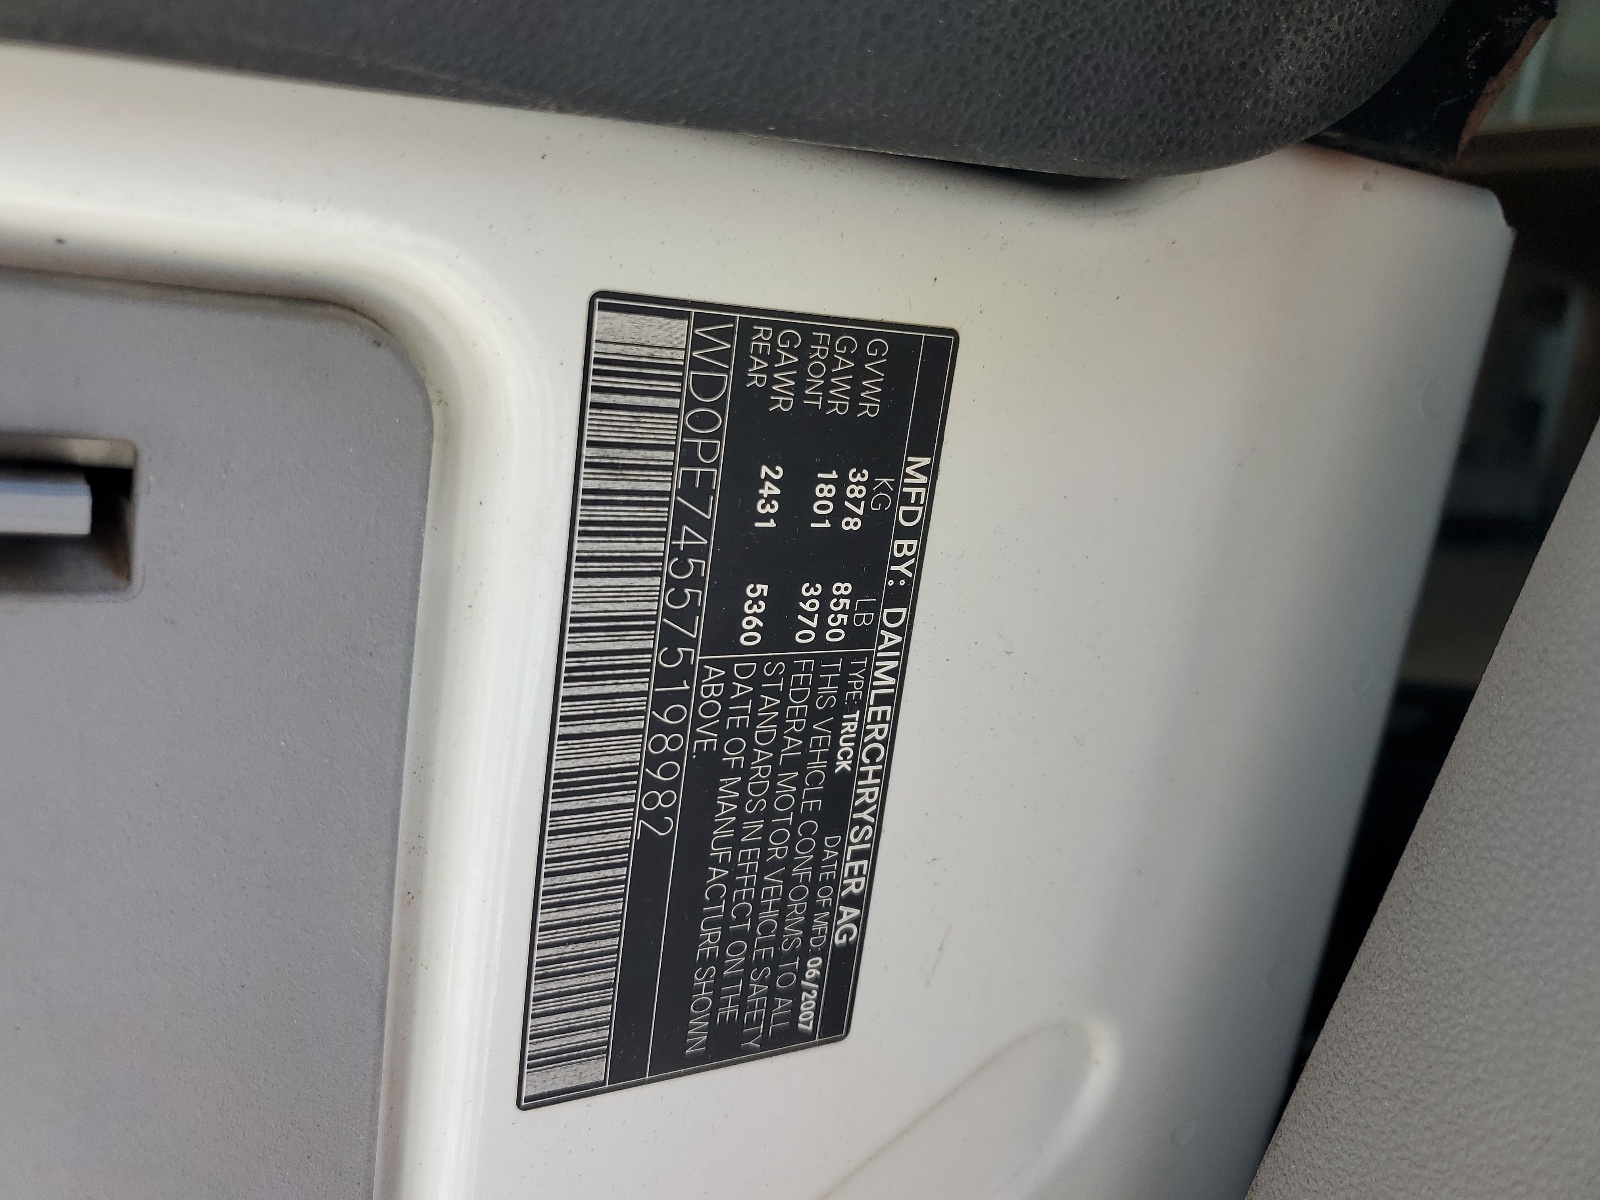 MFD BY: DAIMLERCHRYSLER AG
KG LB
GVWR 3878 8550
GAWR FRONT 1801 3970
GAWR REAR 2431 5360
TYPE: TRUCK DATE OF MFD: 06/2007
THIS VEHICLE CONFORMS TO ALL
FEDERAL MOTOR VEHICLE SAFETY
STANDARDS IN EFFECT ON THE
DATE OF MANUFACTURE SHOWN
ABOVE.
WD0PE745575198982